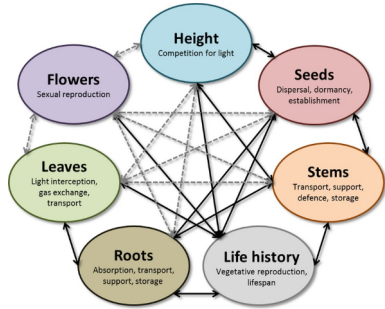 Height
Competition for light
Flowers
Sexual reproduction
Seeds
Dispersal, dormancy,
establishment
Leaves
Light interception,
gas exchange,
transport
Stems
Transport, support,
defence, storage
Roots
Absorption, transport,
support, storage
Life history
Vegetative reproduction,
lifespan